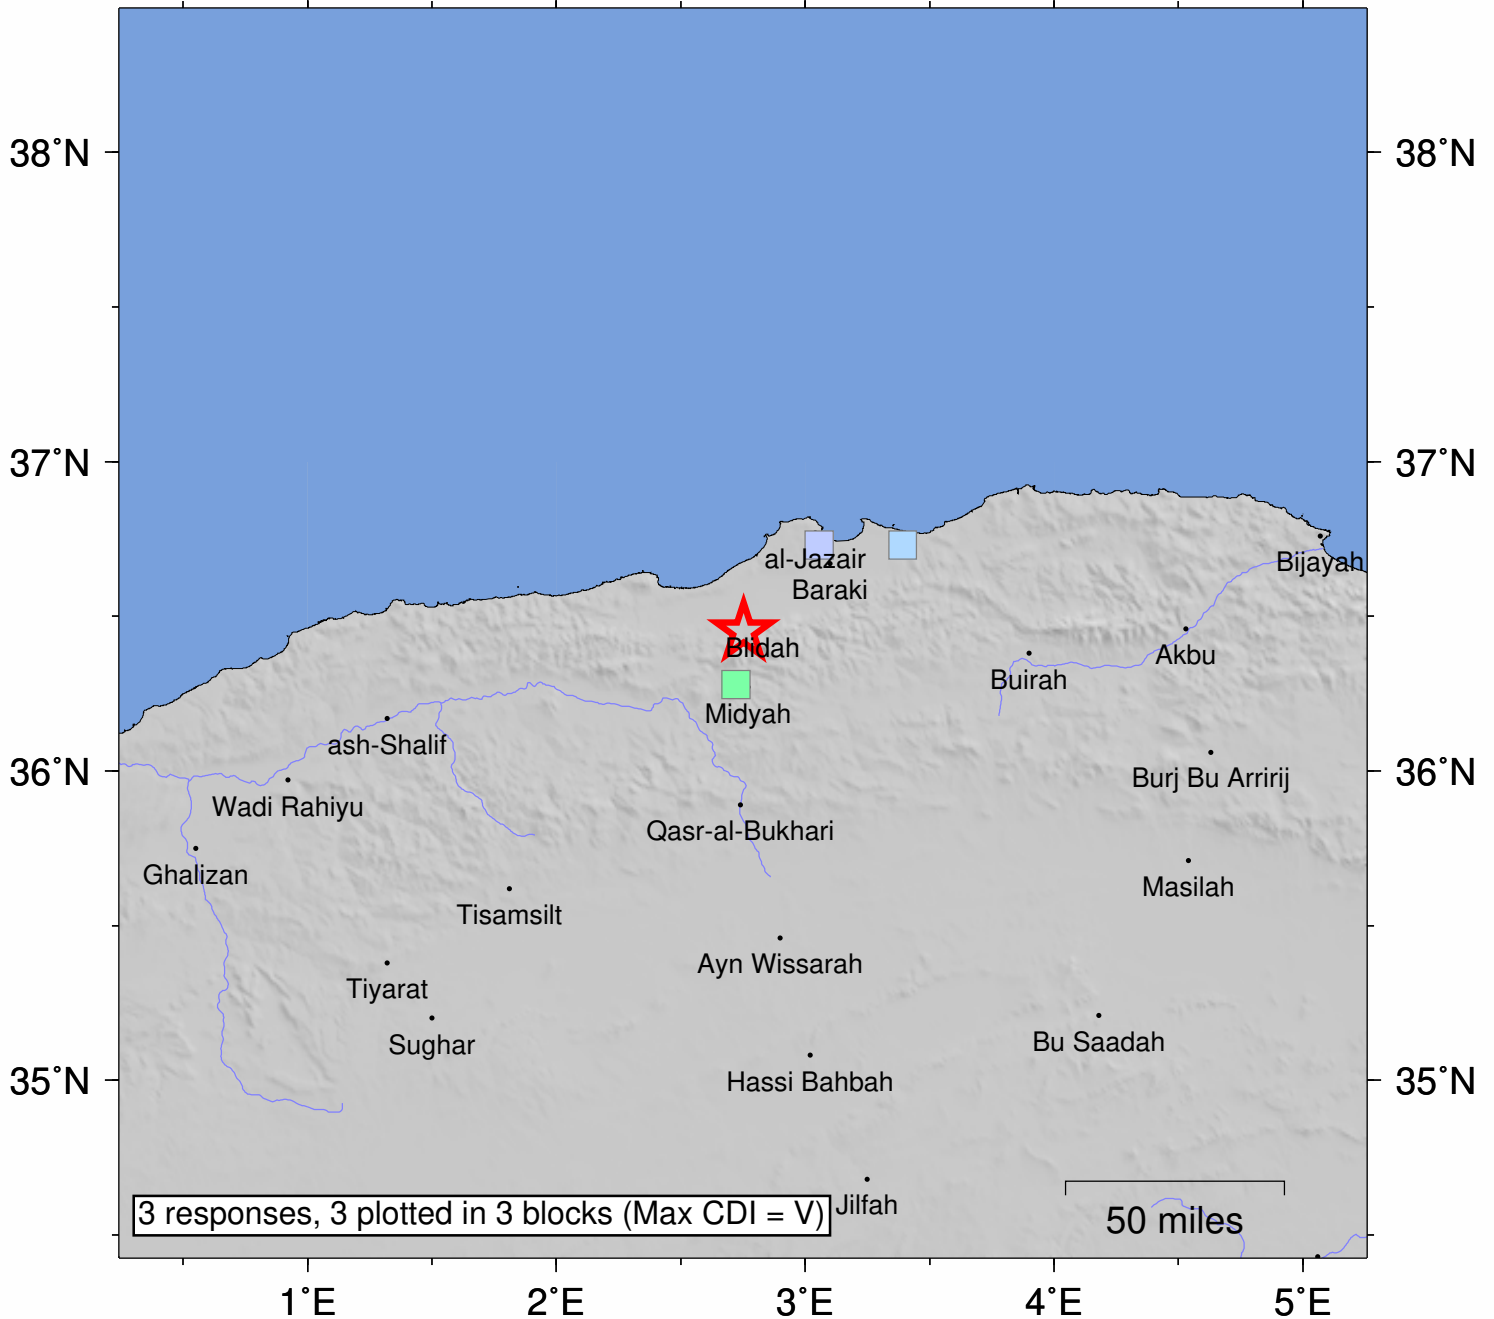 38°N 38°N
37°N 37°N
al-Jazair
Bijayah
Baraki
Blidah
Akbu
Buirah
Midyah
ash-Shalif
36°N 36°N
Burj Bu Arririj
Wadi Rahiyu
Qasr-al-Bukhari
Ghalizan
Masilah
Tisamsilt
Ayn Wissarah
Tiyarat
Bu Saadah
Sughar
35°N 35°N
Hassi Bahbah
Jilfah
3 responses, 3 plotted in 3 blocks (Max CDI = V)
50 miles
1°E 2°E 3°E 4°E 5°E